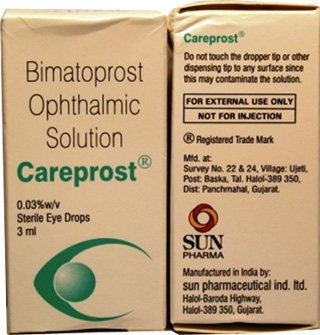 Bimatoprost
Ophthalmic
Solution
Careprost®
0.03%w/v
Sterile Eye Drops
3 ml
Careprost®
Do not touch the dropper tip or other
dispensing tip to any surface since
this may contaminate the solution.
FOR EXTERNAL USE ONLY
NOT FOR INJECTION
® Registered Trade Mark
Mfd. at:
Survey No. 22 & 24, Village: Ujeti,
Post: Baska, Tal. Halol-389 350,
Dist: Panchmahal, Gujarat.
SUN
PHARMA
Manufactured in India by:
sun pharmaceutical ind. ltd.
Halol-Baroda Highway,
Halol-389 350, Gujarat.